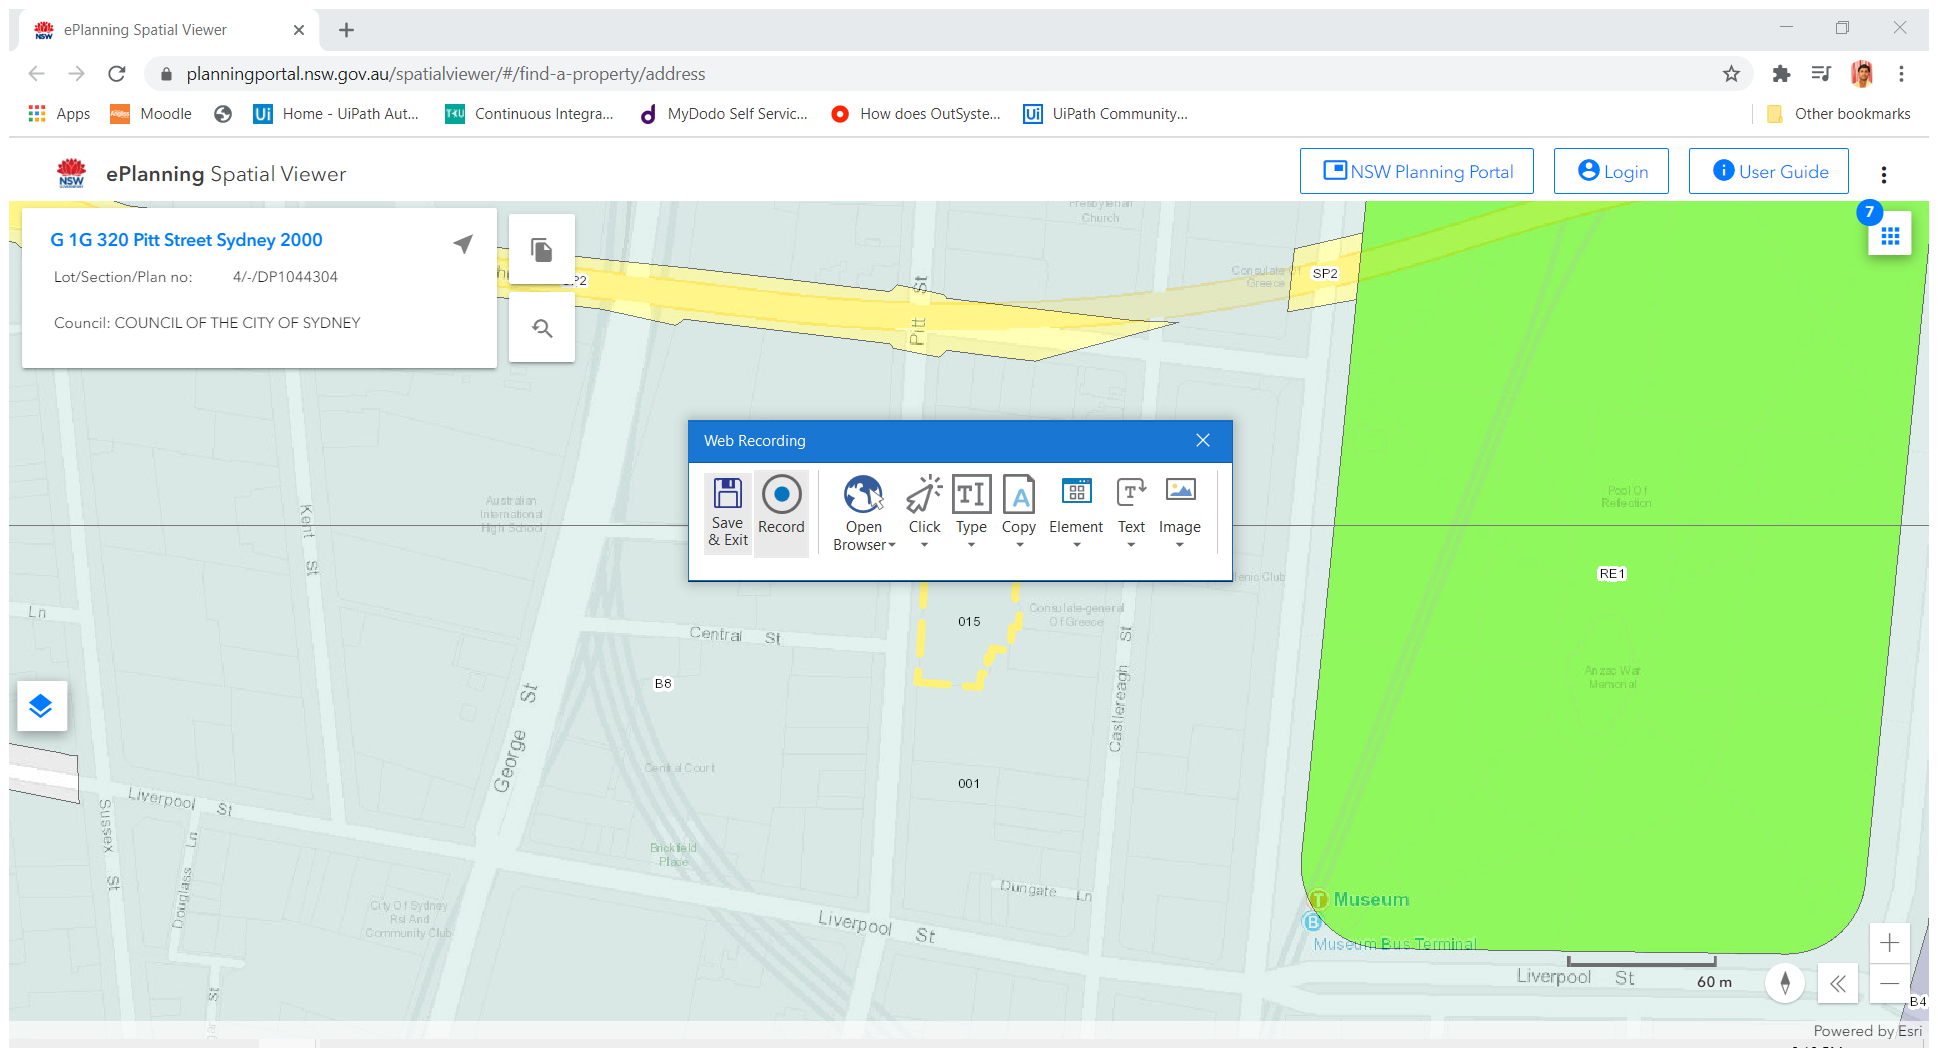 ePlanning Spatial Viewer
planningportal.nsw.gov.au/spatialviewer/#/find-a-property/address
Apps
Moodle
Home - UiPath Aut...
Continuous Integra...
MyDodo Self Servic...
How does OutSyste...
UiPath Community...
Other bookmarks
NSW
ePlanning Spatial Viewer
NSW Planning Portal
Login
User Guide
7
G 1G 320 Pitt Street Sydney 2000
Lot/Section/Plan no: 4/-/DP1044304
Council: COUNCIL OF THE CITY OF SYDNEY
Presbyterian
Church
Consulate Of
Greece
SP2
Pitt St
Web Recording
Save
& Exit
Record
Open
Browser
Click
Type
Copy
Element
Text
Image
Australian
International
High School
Kent St
Pool Of
Reflection
RE1
Ln
015
Consulate-general
Of Greece
Central St
B8
Anzac War
Memorial
George St
Castlereagh St
Central Court
001
Liverpool St
Sussex St
Douglass Ln
Brickfield
Place
City Of Sydney
Rsl And
Community Club
Dungate Ln
Liverpool St
T Museum
B
Museum Bus Terminal
Liverpool St
60 m
B4
St
Powered by Esri